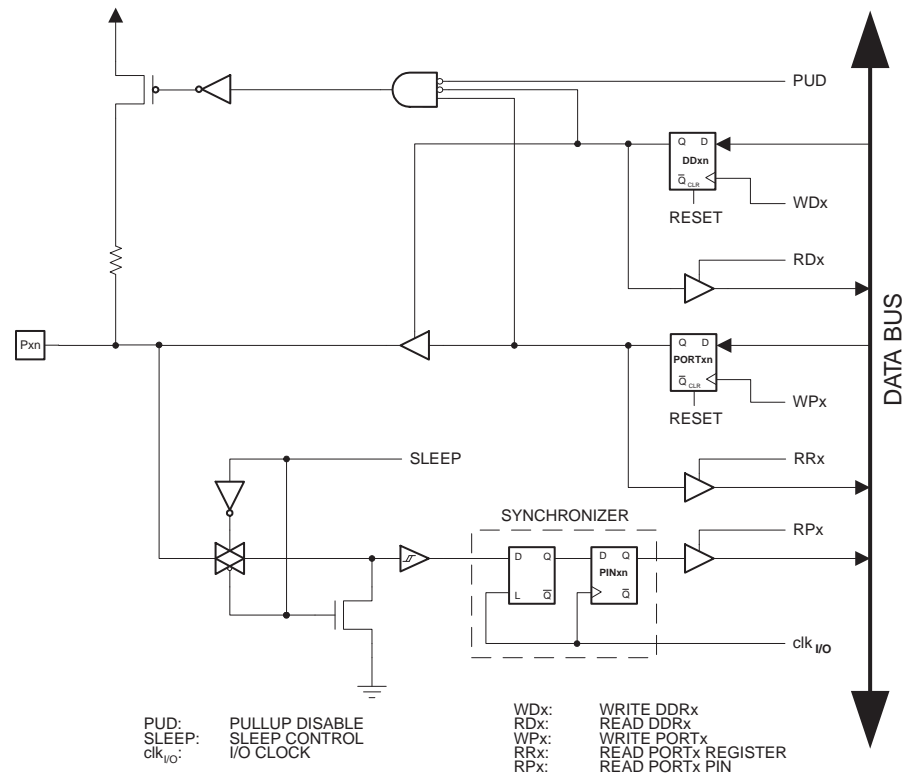 PUD
Q D
DDxn
Q CLR
WDx
RESET
RDx
Pxn
Q D
PORTxn
Q CLR
WPx
RESET
DATA BUS
SLEEP
RRx
SYNCHRONIZER
RPx
D Q
L Q
D Q
PINxn
Q
clk I/O
PUD: PULLUP DISABLE
SLEEP: SLEEP CONTROL
clkI/O: I/O CLOCK
WDx: WRITE DDRx
RDx: READ DDRx
WPx: WRITE PORTx
RRx: READ PORTx REGISTER
RPx: READ PORTx PIN